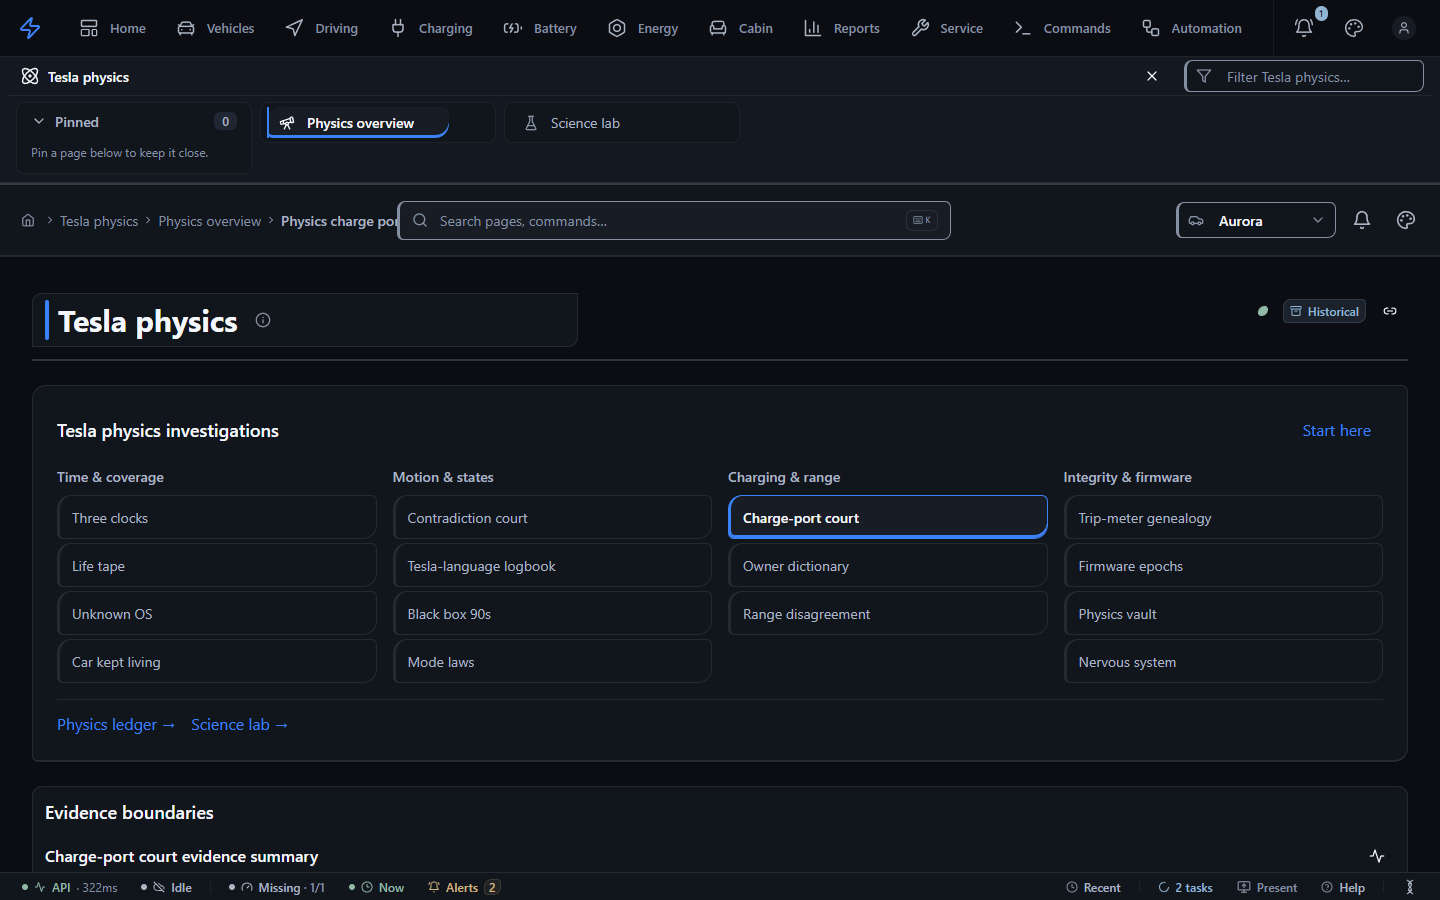 Home Vehicles Driving Charging Battery Energy Cabin Reports Service Commands Automation 1
Tesla physics Filter Tesla physics...
Pinned 0 Physics overview Science lab
Pin a page below to keep it close.
Tesla physics Physics overview Physics charge por Search pages, commands... K Aurora
Tesla physics Historical
Tesla physics investigations Start here
Time & coverage Motion & states Charging & range Integrity & firmware
Three clocks Contradiction court Charge-port court Trip-meter genealogy
Life tape Tesla-language logbook Owner dictionary Firmware epochs
Unknown OS Black box 90s Range disagreement Physics vault
Car kept living Mode laws Nervous system
Physics ledger → Science lab →
Evidence boundaries
Charge-port court evidence summary
API · 322ms Idle Missing · 1/1 Now Alerts 2 Recent 2 tasks Present Help